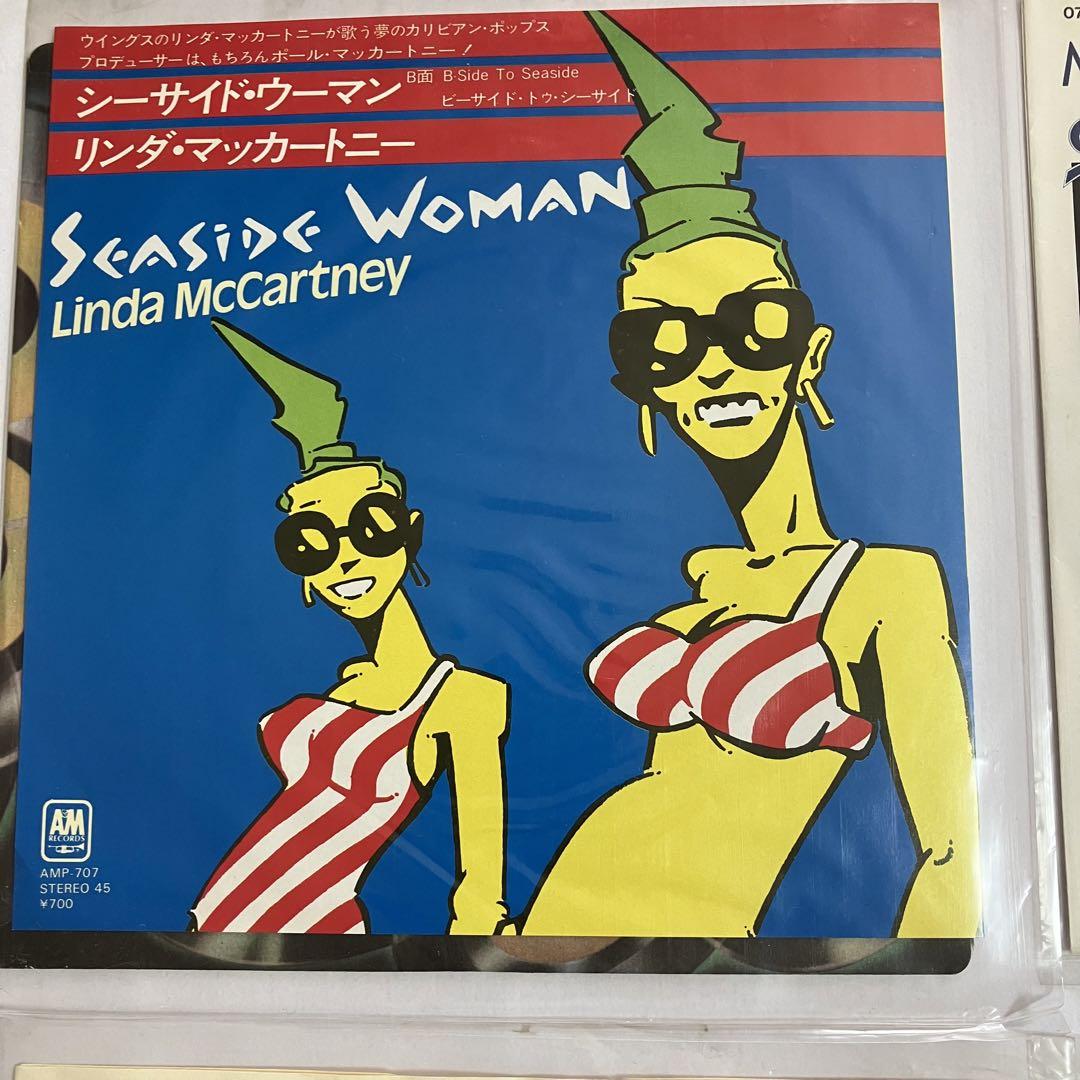 ウイングスのリンダ・マッカートニーが歌う夢のカリビアン・ポップス
プロデューサーは、もちろんポール・マッカートニー！
シーサイド・ウーマン
B面 B-Side To Seaside
ビーサイド・トゥ・シーサイド
リンダ・マッカートニー
SEASiDE WOMAN
Linda McCartney
A&M
RECORDS
AMP-707
STEREO 45
¥700
07